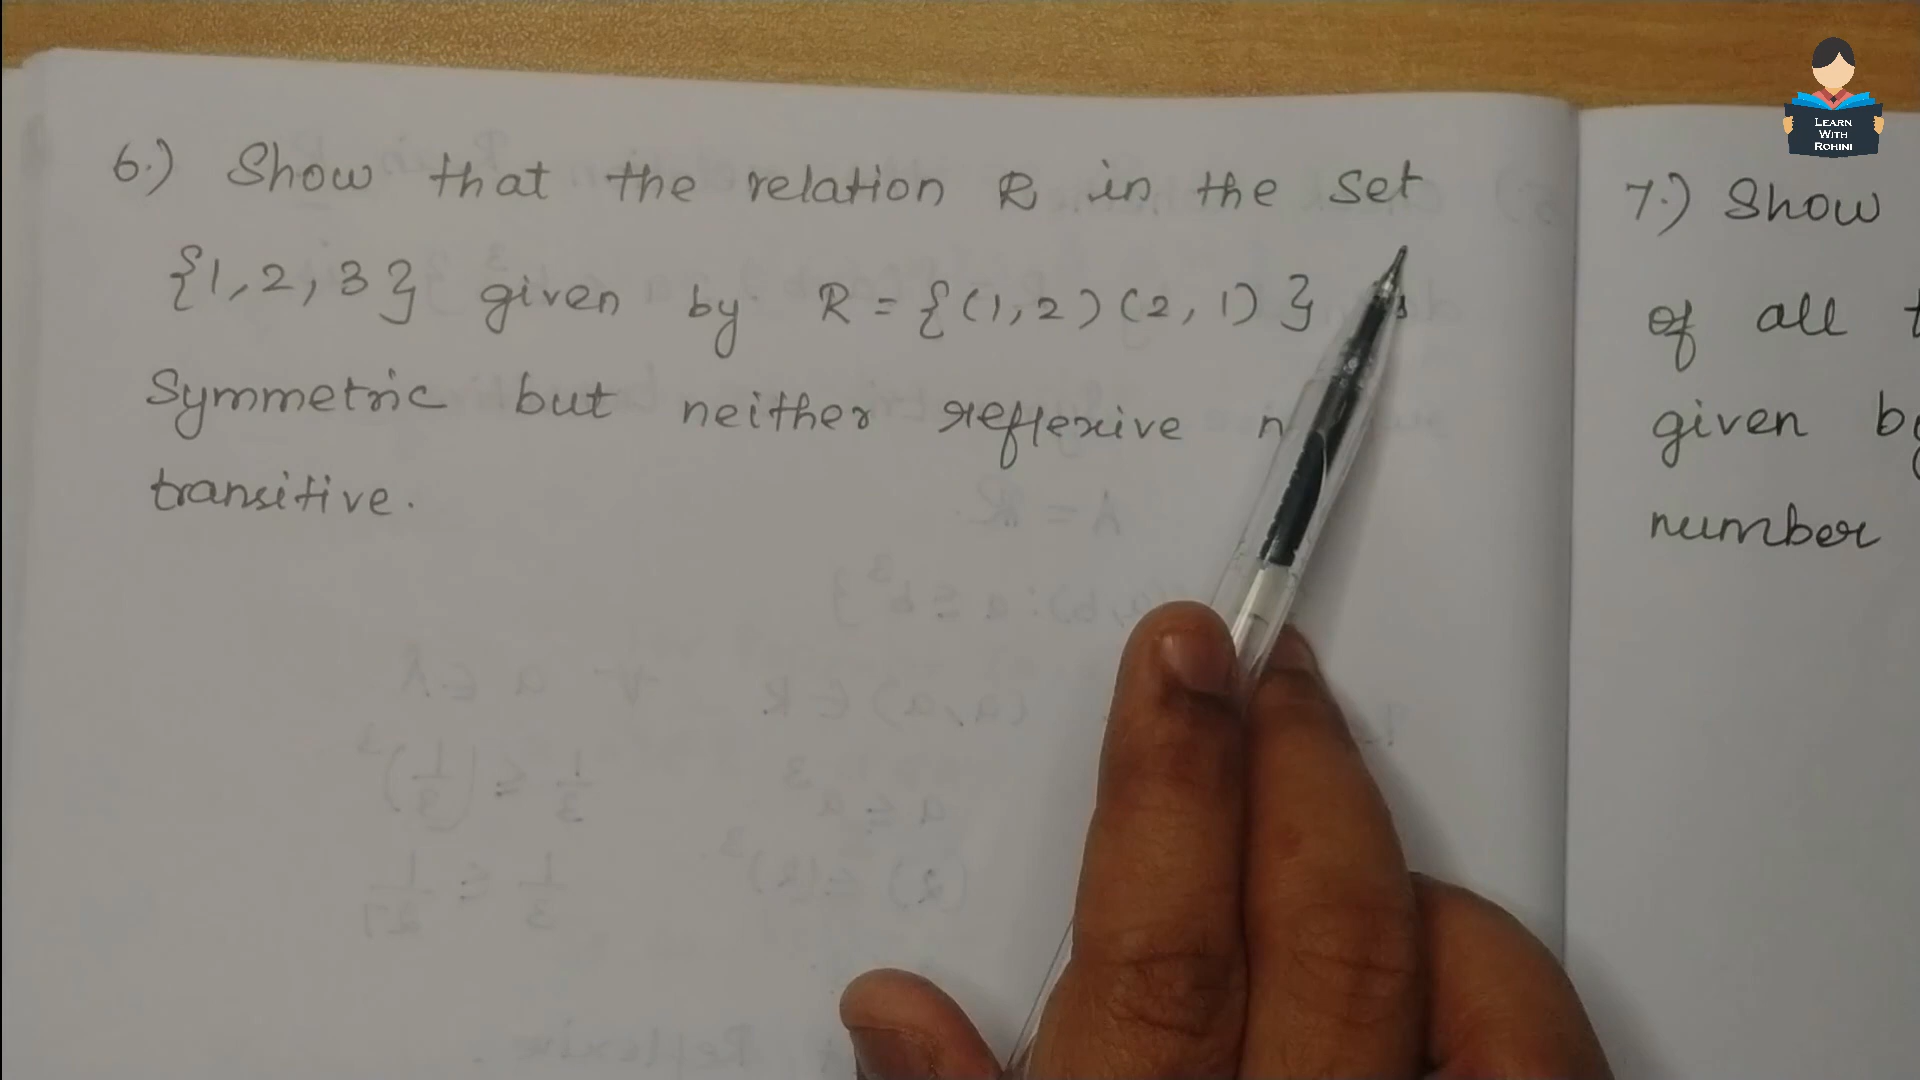 6.) Show that the relation R in the set
{1, 2, 3} given by R = {(1, 2) (2, 1)}
Symmetric but neither reflexive
transitive.
7.) Show
of all
given
number
LEARN
WITH
ROHINI